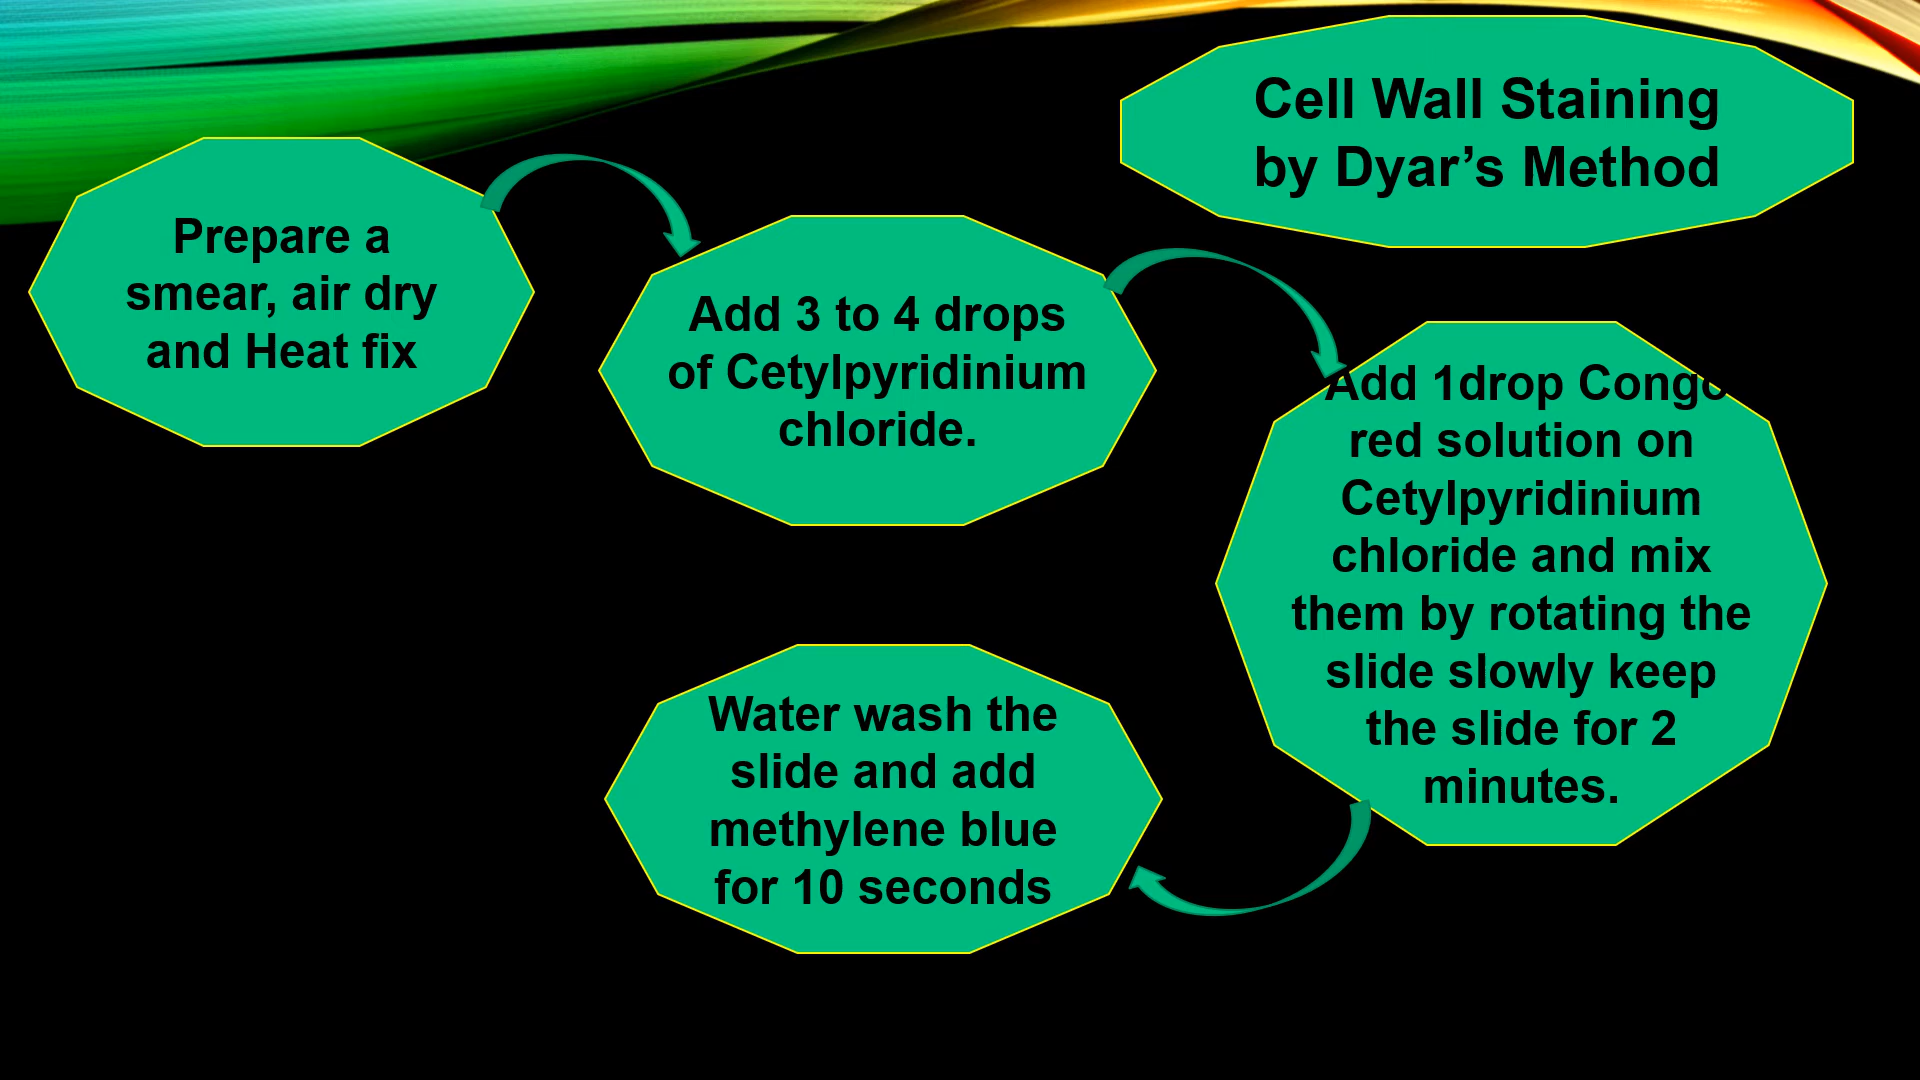 Cell Wall Staining
by Dyar’s Method
Prepare a
smear, air dry
and Heat fix
Add 3 to 4 drops
of Cetylpyridinium
chloride.
Add 1drop Congo
red solution on
Cetylpyridinium
chloride and mix
them by rotating the
slide slowly keep
the slide for 2
minutes.
Water wash the
slide and add
methylene blue
for 10 seconds